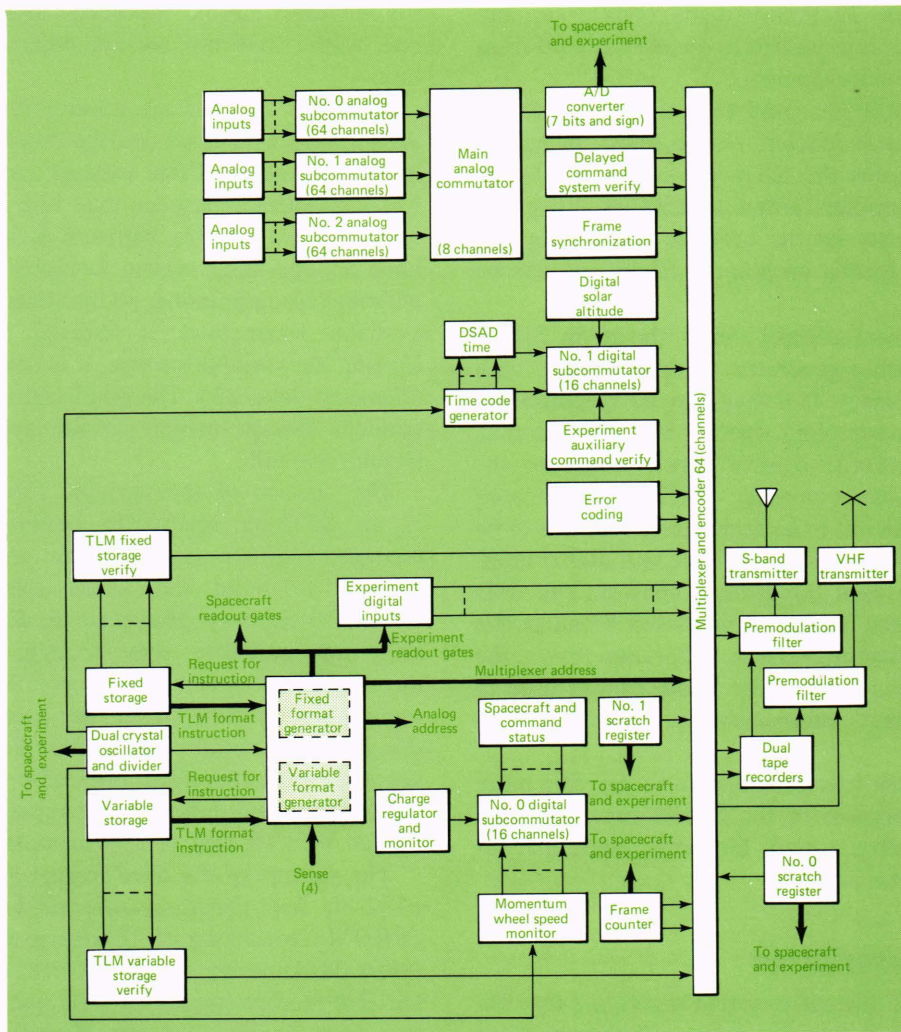 To spacecraft
and experiment
Analog
inputs
No. 0 analog
subcommutator
(64 channels)
Analog
inputs
No. 1 analog
subcommutator
(64 channels)
Analog
inputs
No. 2 analog
subcommutator
(64 channels)
Main
analog
commutator
(8 channels)
A/D
converter
(7 bits and sign)
Delayed
command
system verify
Frame
synchronization
Digital
solar
altitude
DSAD
time
No. 1 digital
subcommutator
(16 channels)
Time code
generator
Experiment
auxiliary
command verify
Error
coding
Multiplexer and encoder 64 (channels)
TLM fixed
storage
verify
S-band
transmitter
VHF
transmitter
Spacecraft
readout gates
Experiment
digital
inputs
Experiment
readout gates
Premodulation
filter
Premodulation
filter
Dual
tape
recorders
Request for
instruction
Multiplexer address
Fixed
storage
Fixed
format
generator
TLM format
instruction
Analog
address
Spacecraft and
command
status
No. 1
scratch
register
To spacecraft
and experiment
Dual crystal
oscillator
and divider
To spacecraft
and experiment
Request for
instruction
Variable
format
generator
Variable
storage
TLM format
instruction
Charge
regulator
and
monitor
No. 0 digital
subcommutator
(16 channels)
To spacecraft
and experiment
Sense
(4)
No. 0
scratch
register
Momentum
wheel speed
monitor
Frame
counter
TLM variable
storage
verify
To spacecraft
and experiment